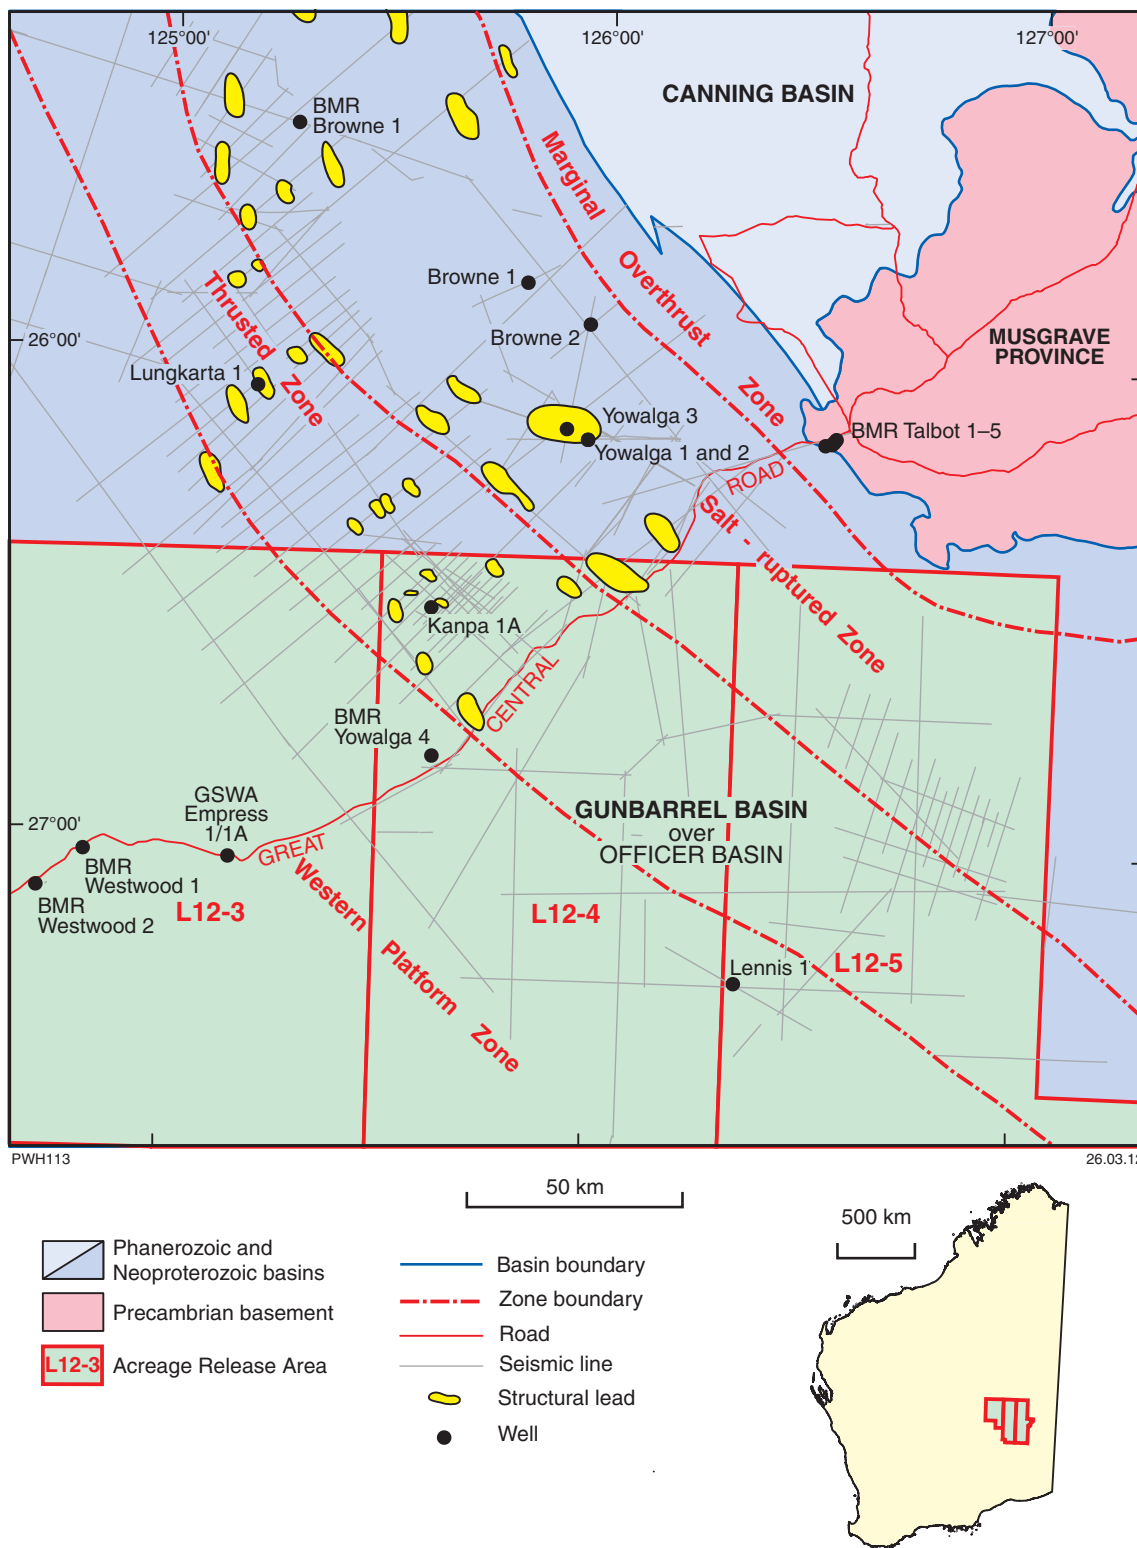 125°00'
126°00'
127°00'
CANNING BASIN
BMR
Browne 1
Marginal
Overthrust
Zone
Browne 1
Browne 2
26°00'
MUSGRAVE
PROVINCE
Thrusted
Zone
Lungkarta 1
Yowalga 3
Yowalga 1 and 2
BMR Talbot 1–5
ROAD
Salt - ruptured Zone
Kanpa 1A
CENTRAL
BMR
Yowalga 4
GSWA
Empress
1/1A
27°00'
GREAT
GUNBARREL BASIN
over
OFFICER BASIN
BMR
Westwood 1
BMR
Westwood 2
L12-3
Western Platform Zone
L12-4
L12-5
Lennis 1
PWH113
26.03.12
50 km
500 km
Phanerozoic and
Neoproterozoic basins
Precambrian basement
L12-3
Acreage Release Area
Basin boundary
Zone boundary
Road
Seismic line
Structural lead
Well